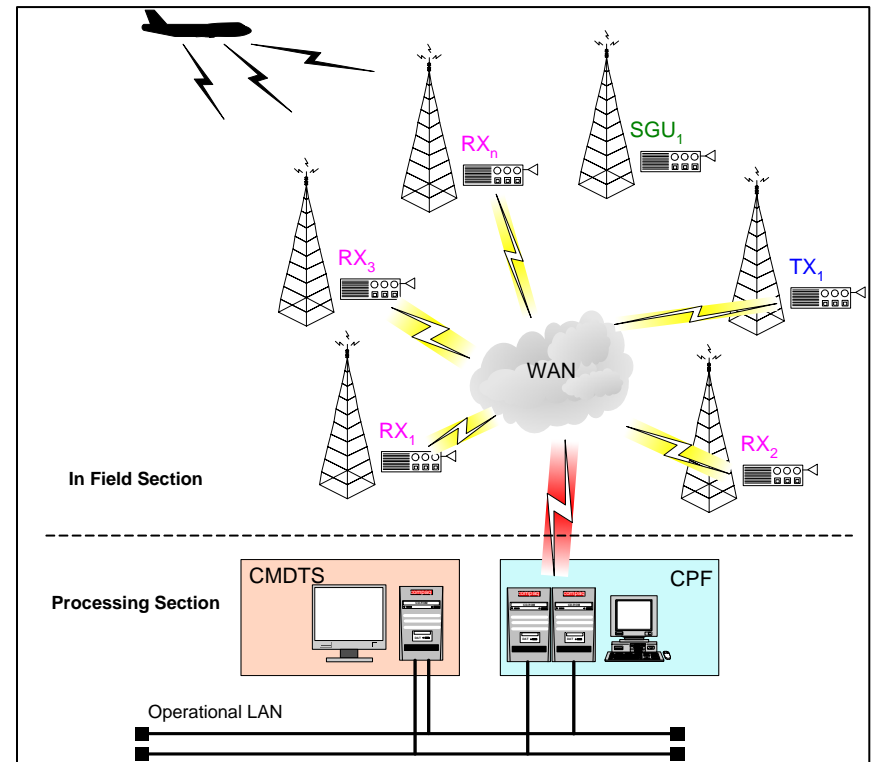 SGU1
RXn
TX1
RX3
WAN
RX1
RX2
In Field Section
CMDTS
CPF
Processing Section
Operational LAN